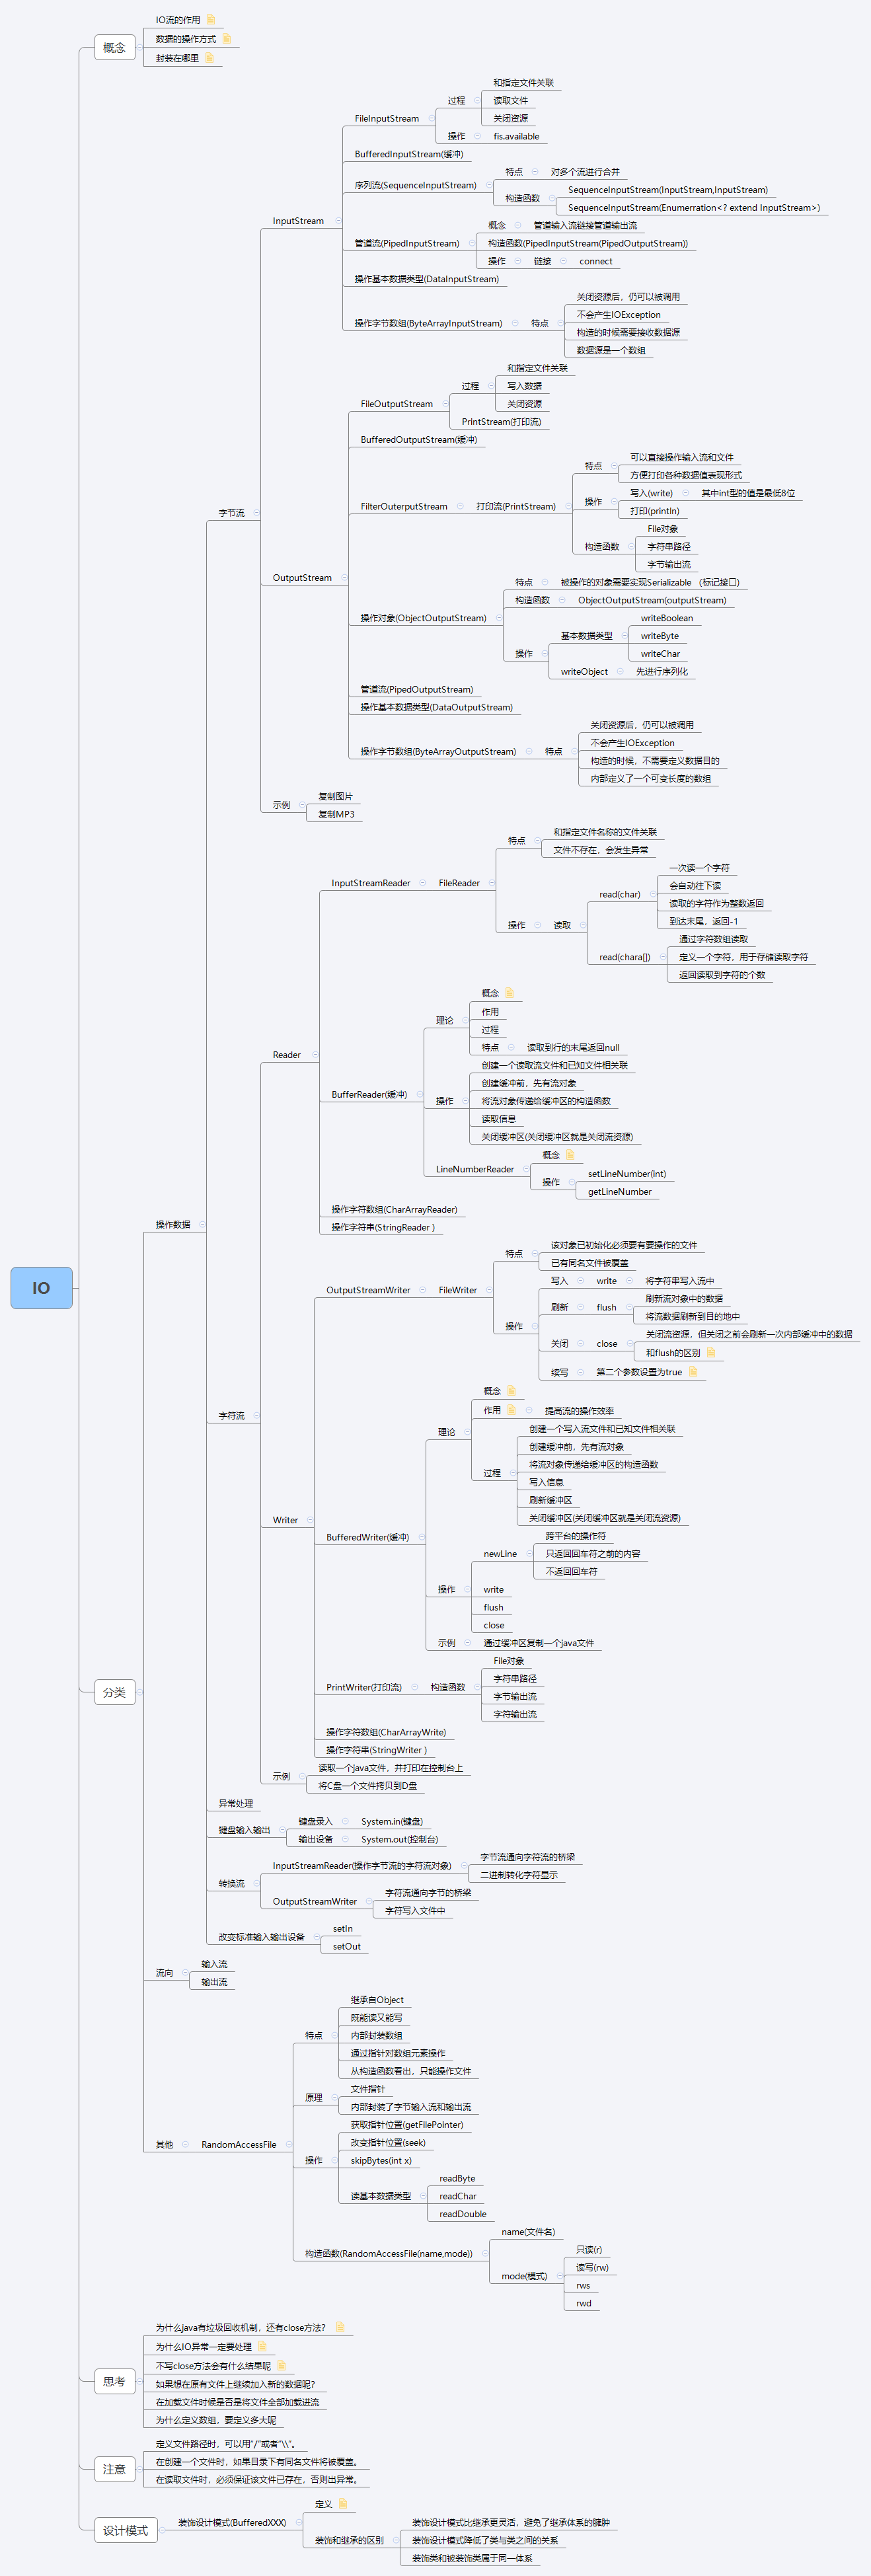 IO
概念
IO流的作用
数据的操作方式
封装在哪里
分类
操作数据
字节流
InputStream
FileInputStream
过程
和指定文件关联
读取文件
关闭资源
操作
fis.available
BufferedInputStream(缓冲)
序列流(SequenceInputStream)
特点
对多个流进行合并
构造函数
SequenceInputStream(InputStream,InputStream)
SequenceInputStream(Enumerration<? extend InputStream>)
管道流(PipedInputStream)
概念
管道输入流链接管道输出流
构造函数(PipedInputStream(PipedOutputStream))
操作
链接
connect
操作基本数据类型(DataInputStream)
操作字节数组(ByteArrayInputStream)
特点
关闭资源后，仍可以被调用
不会产生IOException
构造的时候需要接收数据源
数据源是一个数组
OutputStream
FileOutputStream
过程
和指定文件关联
写入数据
关闭资源
PrintStream(打印流)
BufferedOutputStream(缓冲)
FilterOuterputStream
打印流(PrintStream)
特点
可以直接操作输入流和文件
方便打印各种数据值表现形式
操作
写入(write)
其中int型的值是最低8位
打印(println)
构造函数
File对象
字符串路径
字节输出流
操作对象(ObjectOutputStream)
特点
被操作的对象需要实现Serializable （标记接口）
构造函数
ObjectOutputStream(outputStream)
操作
基本数据类型
writeBoolean
writeByte
writeChar
writeObject
先进行序列化
管道流(PipedOutputStream)
操作基本数据类型(DataOutputStream)
操作字节数组(ByteArrayOutputStream)
特点
关闭资源后，仍可以被调用
不会产生IOException
构造的时候，不需要定义数据目的
内部定义了一个可变长度的数组
示例
复制图片
复制MP3
字符流
Reader
InputStreamReader
FileReader
特点
和指定文件名称的文件关联
文件不存在，会发生异常
操作
读取
read(char)
一次读一个字符
会自动往下读
读取的字符作为整数返回
到达末尾，返回-1
read(chara[])
通过字符数组读取
定义一个字符，用于存储读取字符
返回读取到字符的个数
BufferReader(缓冲)
理论
概念
作用
过程
特点
读取到行的末尾返回null
操作
创建一个读取流文件和已知文件相关联
创建缓冲前，先有流对象
将流对象传递给缓冲区的构造函数
读取信息
关闭缓冲区(关闭缓冲区就是关闭流资源)
LineNumberReader
概念
操作
setLineNumber(int)
getLineNumber
操作字符数组(CharArrayReader)
操作字符串(StringReader )
Writer
OutputStreamWriter
FileWriter
特点
该对象已初始化必须要有要操作的文件
已有同名文件被覆盖
操作
写入
write
将字符串写入流中
刷新
flush
刷新流对象中的数据
将流数据刷新到目的地中
关闭
close
关闭流资源，但关闭之前会刷新一次内部缓冲中的数据
和flush的区别
续写
第二个参数设置为true
BufferedWriter(缓冲)
理论
概念
作用
提高流的操作效率
过程
创建一个写入流文件和已知文件相关联
创建缓冲前，先有流对象
将流对象传递给缓冲区的构造函数
写入信息
刷新缓冲区
关闭缓冲区(关闭缓冲区就是关闭流资源)
操作
newLine
跨平台的操作符
只返回回车符之前的内容
不返回回车符
write
flush
close
示例
通过缓冲区复制一个java文件
PrintWriter(打印流)
构造函数
File对象
字符串路径
字节输出流
字符输出流
操作字符数组(CharArrayWrite)
操作字符串(StringWriter )
示例
读取一个java文件，并打印在控制台上
将C盘一个文件拷贝到D盘
异常处理
键盘输入输出
键盘录入
System.in(键盘)
输出设备
System.out(控制台)
转换流
InputStreamReader(操作字节流的字符流对象)
字节流通向字符流的桥梁
二进制转化字符显示
OutputStreamWriter
字符流通向字节的桥梁
字符写入文件中
改变标准输入输出设备
setIn
setOut
流向
输入流
输出流
其他
RandomAccessFile
特点
继承自Object
既能读又能写
内部封装数组
通过指针对数组元素操作
从构造函数看出，只能操作文件
原理
文件指针
内部封装了字节输入流和输出流
操作
获取指针位置(getFilePointer)
改变指针位置(seek)
skipBytes(int x)
读基本数据类型
readByte
readChar
readDouble
构造函数(RandomAccessFile(name,mode))
name(文件名)
mode(模式)
只读(r)
读写(rw)
rws
rwd
思考
为什么java有垃圾回收机制，还有close方法？
为什么IO异常一定要处理
不写close方法会有什么结果呢
如果想在原有文件上继续加入新的数据呢？
在加载文件时候是否是将文件全部加载进流
为什么定义数组，要定义多大呢
注意
定义文件路径时，可以用"/"或者"\\"。
在创建一个文件时，如果目录下有同名文件将被覆盖。
在读取文件时，必须保证该文件已存在，否则出异常。
设计模式
装饰设计模式(BufferedXXX)
定义
装饰和继承的区别
装饰设计模式比继承更灵活，避免了继承体系的臃肿
装饰设计模式降低了类与类之间的关系
装饰类和被装饰类属于同一体系